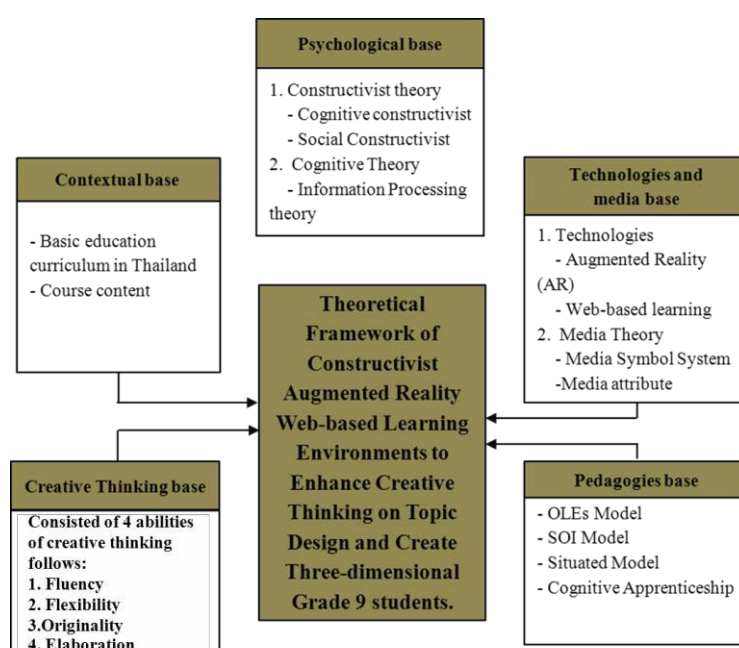 Psychological base
1. Constructivist theory
- Cognitive constructivist
- Social Constructivist
2. Cognitive Theory
- Information Processing
theory
Contextual base
- Basic education
curriculum in Thailand
- Course content
Technologies and
media base
1. Technologies
- Augmented Reality
(AR)
- Web-based learning
2. Media Theory
- Media Symbol System
-Media attribute
Theoretical
Framework of
Constructivist
Augmented Reality
Web-based Learning
Environments to
Enhance Creative
Thinking on Topic
Design and Create
Three-dimensional
Grade 9 students.
Creative Thinking base
Consisted of 4 abilities
of creative thinking
follows:
1. Fluency
2. Flexibility
3.Originality
4. Elaboration
Pedagogies base
- OLEs Model
- SOI Model
- Situated Model
- Cognitive Apprenticeship